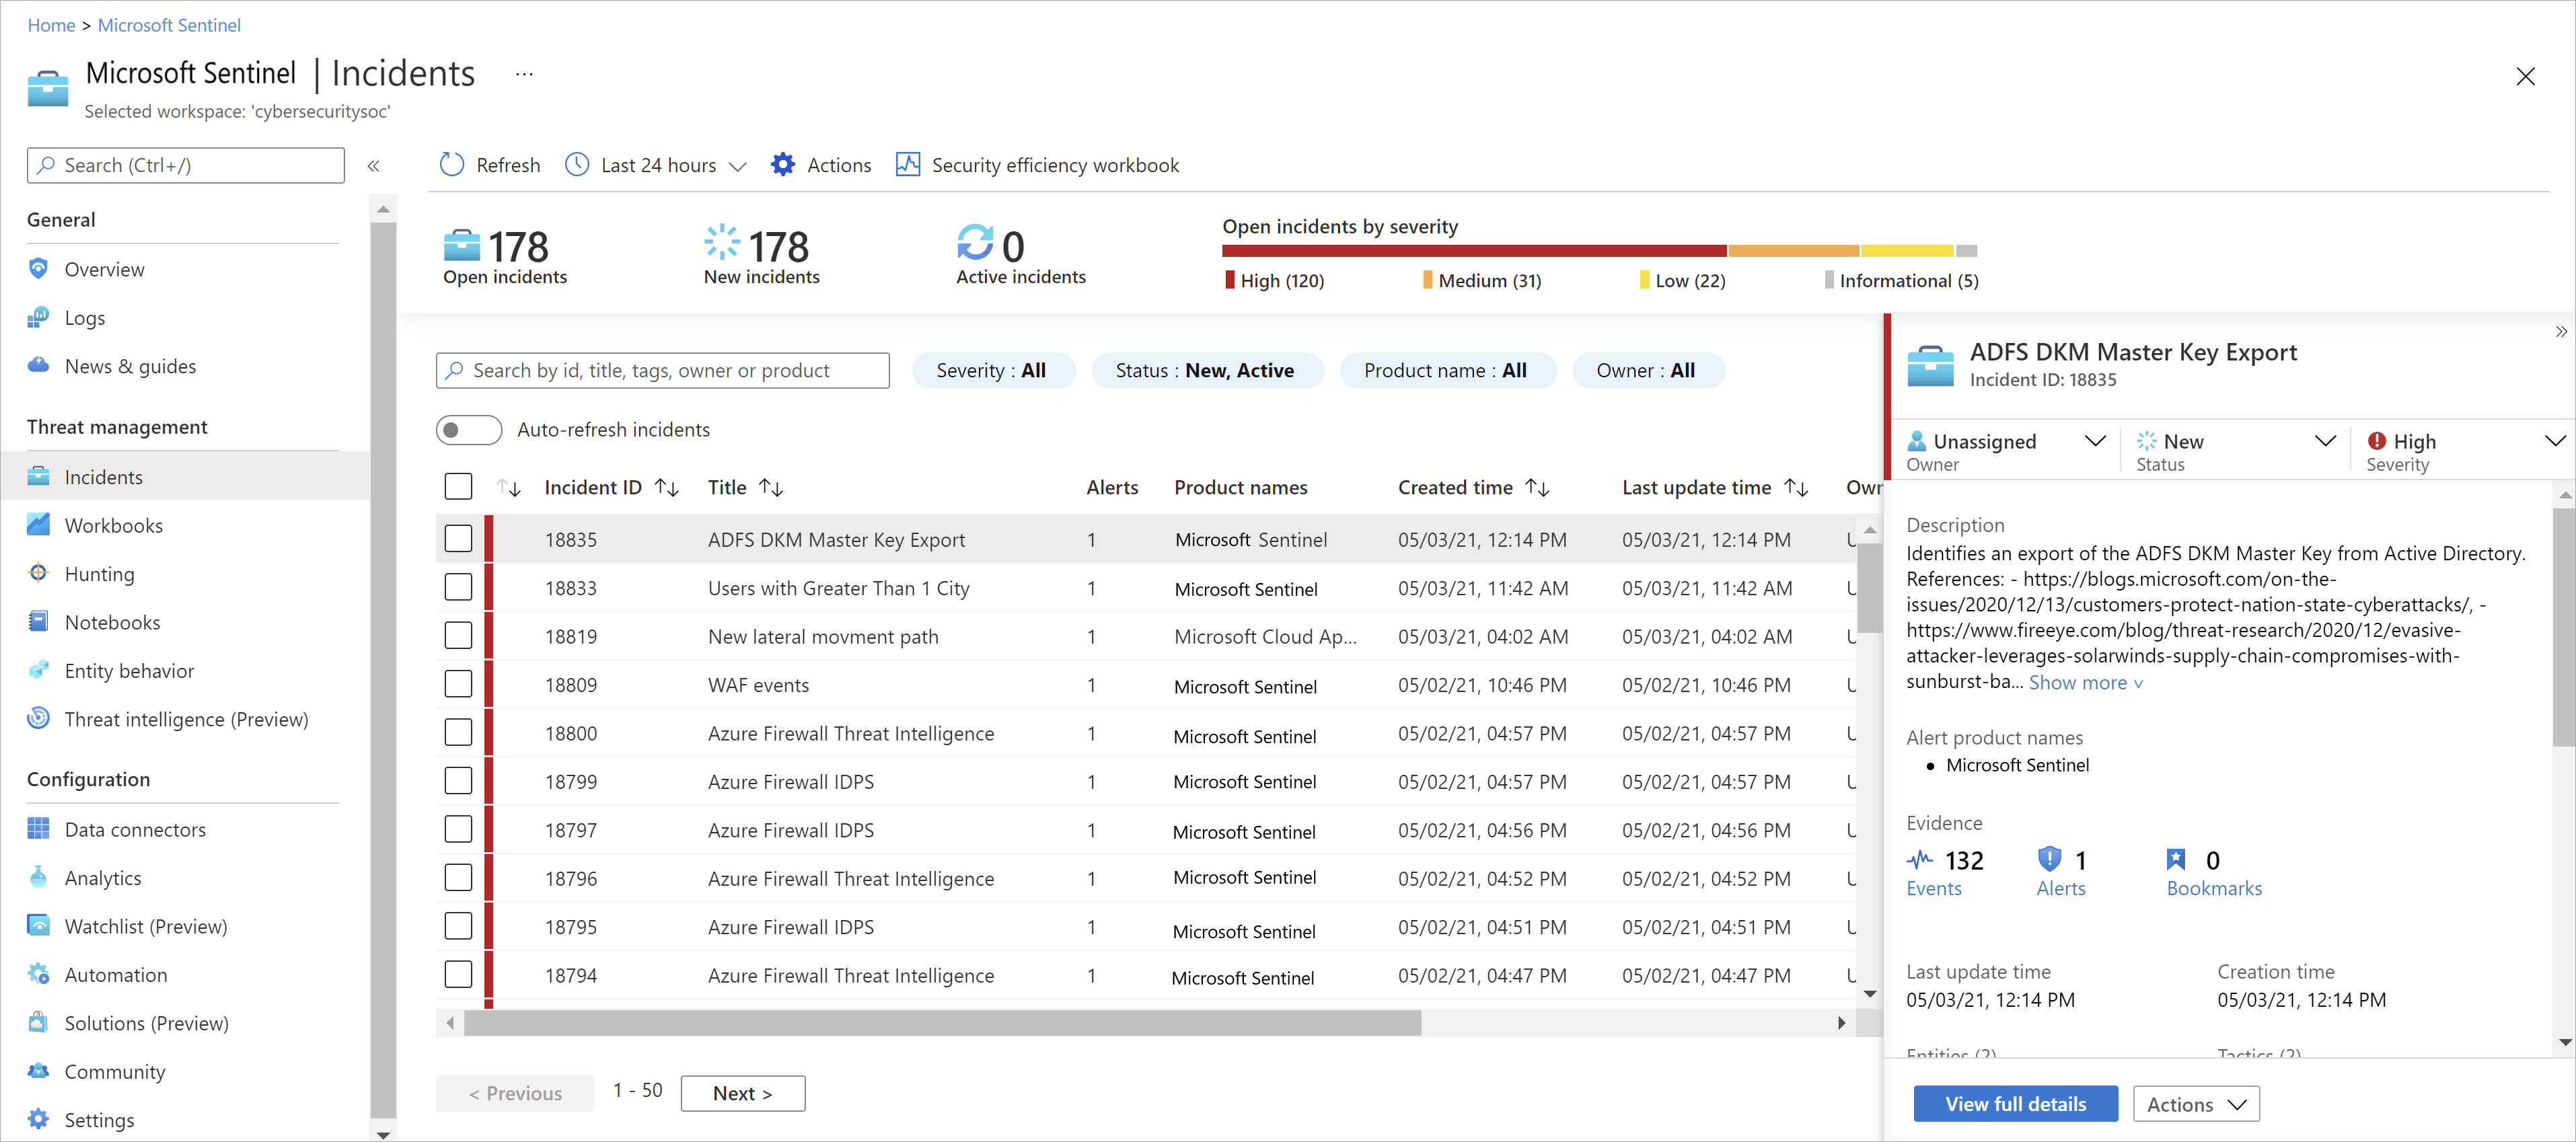 Home > Microsoft Sentinel
Microsoft Sentinel | Incidents ...
Selected workspace: 'cybersecuritysoc'
Search (Ctrl+/) «
General
Overview
Logs
News & guides
Threat management
Incidents
Workbooks
Hunting
Notebooks
Entity behavior
Threat intelligence (Preview)
Configuration
Data connectors
Analytics
Watchlist (Preview)
Automation
Solutions (Preview)
Community
Settings
Refresh Last 24 hours Actions Security efficiency workbook
178
Open incidents
178
New incidents
0
Active incidents
Open incidents by severity
High (120) Medium (31) Low (22) Informational (5)
Search by id, title, tags, owner or product Severity : All Status : New, Active Product name : All Owner : All
Auto-refresh incidents
Incident ID Title Alerts Product names Created time Last update time
18835 ADFS DKM Master Key Export 1 Microsoft Sentinel 05/03/21, 12:14 PM 05/03/21, 12:14 PM
18833 Users with Greater Than 1 City 1 Microsoft Sentinel 05/03/21, 11:42 AM 05/03/21, 11:42 AM
18819 New lateral movment path 1 Microsoft Cloud Ap... 05/03/21, 04:02 AM 05/03/21, 04:02 AM
18809 WAF events 1 Microsoft Sentinel 05/02/21, 10:46 PM 05/02/21, 10:46 PM
18800 Azure Firewall Threat Intelligence 1 Microsoft Sentinel 05/02/21, 04:57 PM 05/02/21, 04:57 PM
18799 Azure Firewall IDPS 1 Microsoft Sentinel 05/02/21, 04:57 PM 05/02/21, 04:57 PM
18797 Azure Firewall IDPS 1 Microsoft Sentinel 05/02/21, 04:56 PM 05/02/21, 04:56 PM
18796 Azure Firewall Threat Intelligence 1 Microsoft Sentinel 05/02/21, 04:52 PM 05/02/21, 04:52 PM
18795 Azure Firewall IDPS 1 Microsoft Sentinel 05/02/21, 04:51 PM 05/02/21, 04:51 PM
18794 Azure Firewall Threat Intelligence 1 Microsoft Sentinel 05/02/21, 04:47 PM 05/02/21, 04:47 PM
< Previous 1 - 50 Next >
»
ADFS DKM Master Key Export
Incident ID: 18835
Unassigned New High
Owner Status Severity
Description
Identifies an export of the ADFS DKM Master Key from Active Directory.
References: - https://blogs.microsoft.com/on-the-
issues/2020/12/13/customers-protect-nation-state-cyberattacks/, -
https://www.fireeye.com/blog/threat-research/2020/12/evasive-
attacker-leverages-solarwinds-supply-chain-compromises-with-
sunburst-ba... Show more
Alert product names
• Microsoft Sentinel
Evidence
132 1 0
Events Alerts Bookmarks
Last update time Creation time
05/03/21, 12:14 PM 05/03/21, 12:14 PM
Entities (2) Tactics (2)
View full details Actions